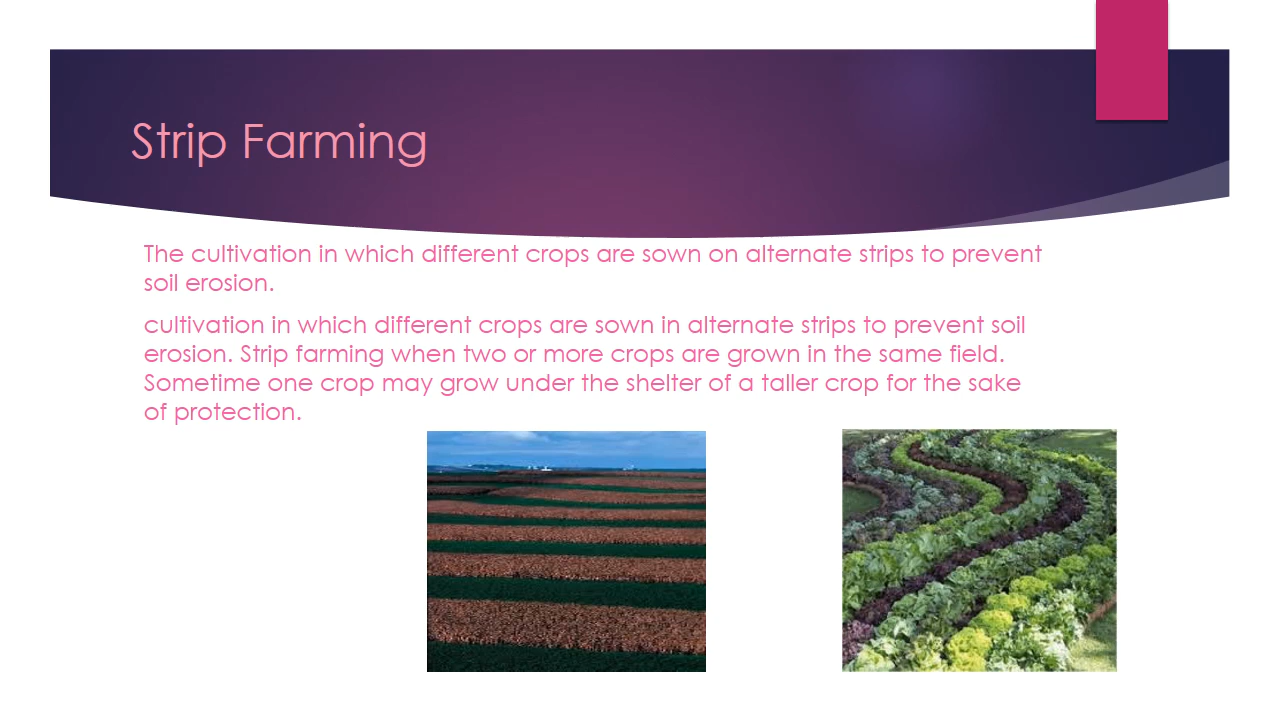 Strip Farming
The cultivation in which different crops are sown on alternate strips to prevent
soil erosion.
cultivation in which different crops are sown in alternate strips to prevent soil
erosion. Strip farming when two or more crops are grown in the same field.
Sometime one crop may grow under the shelter of a taller crop for the sake
of protection.